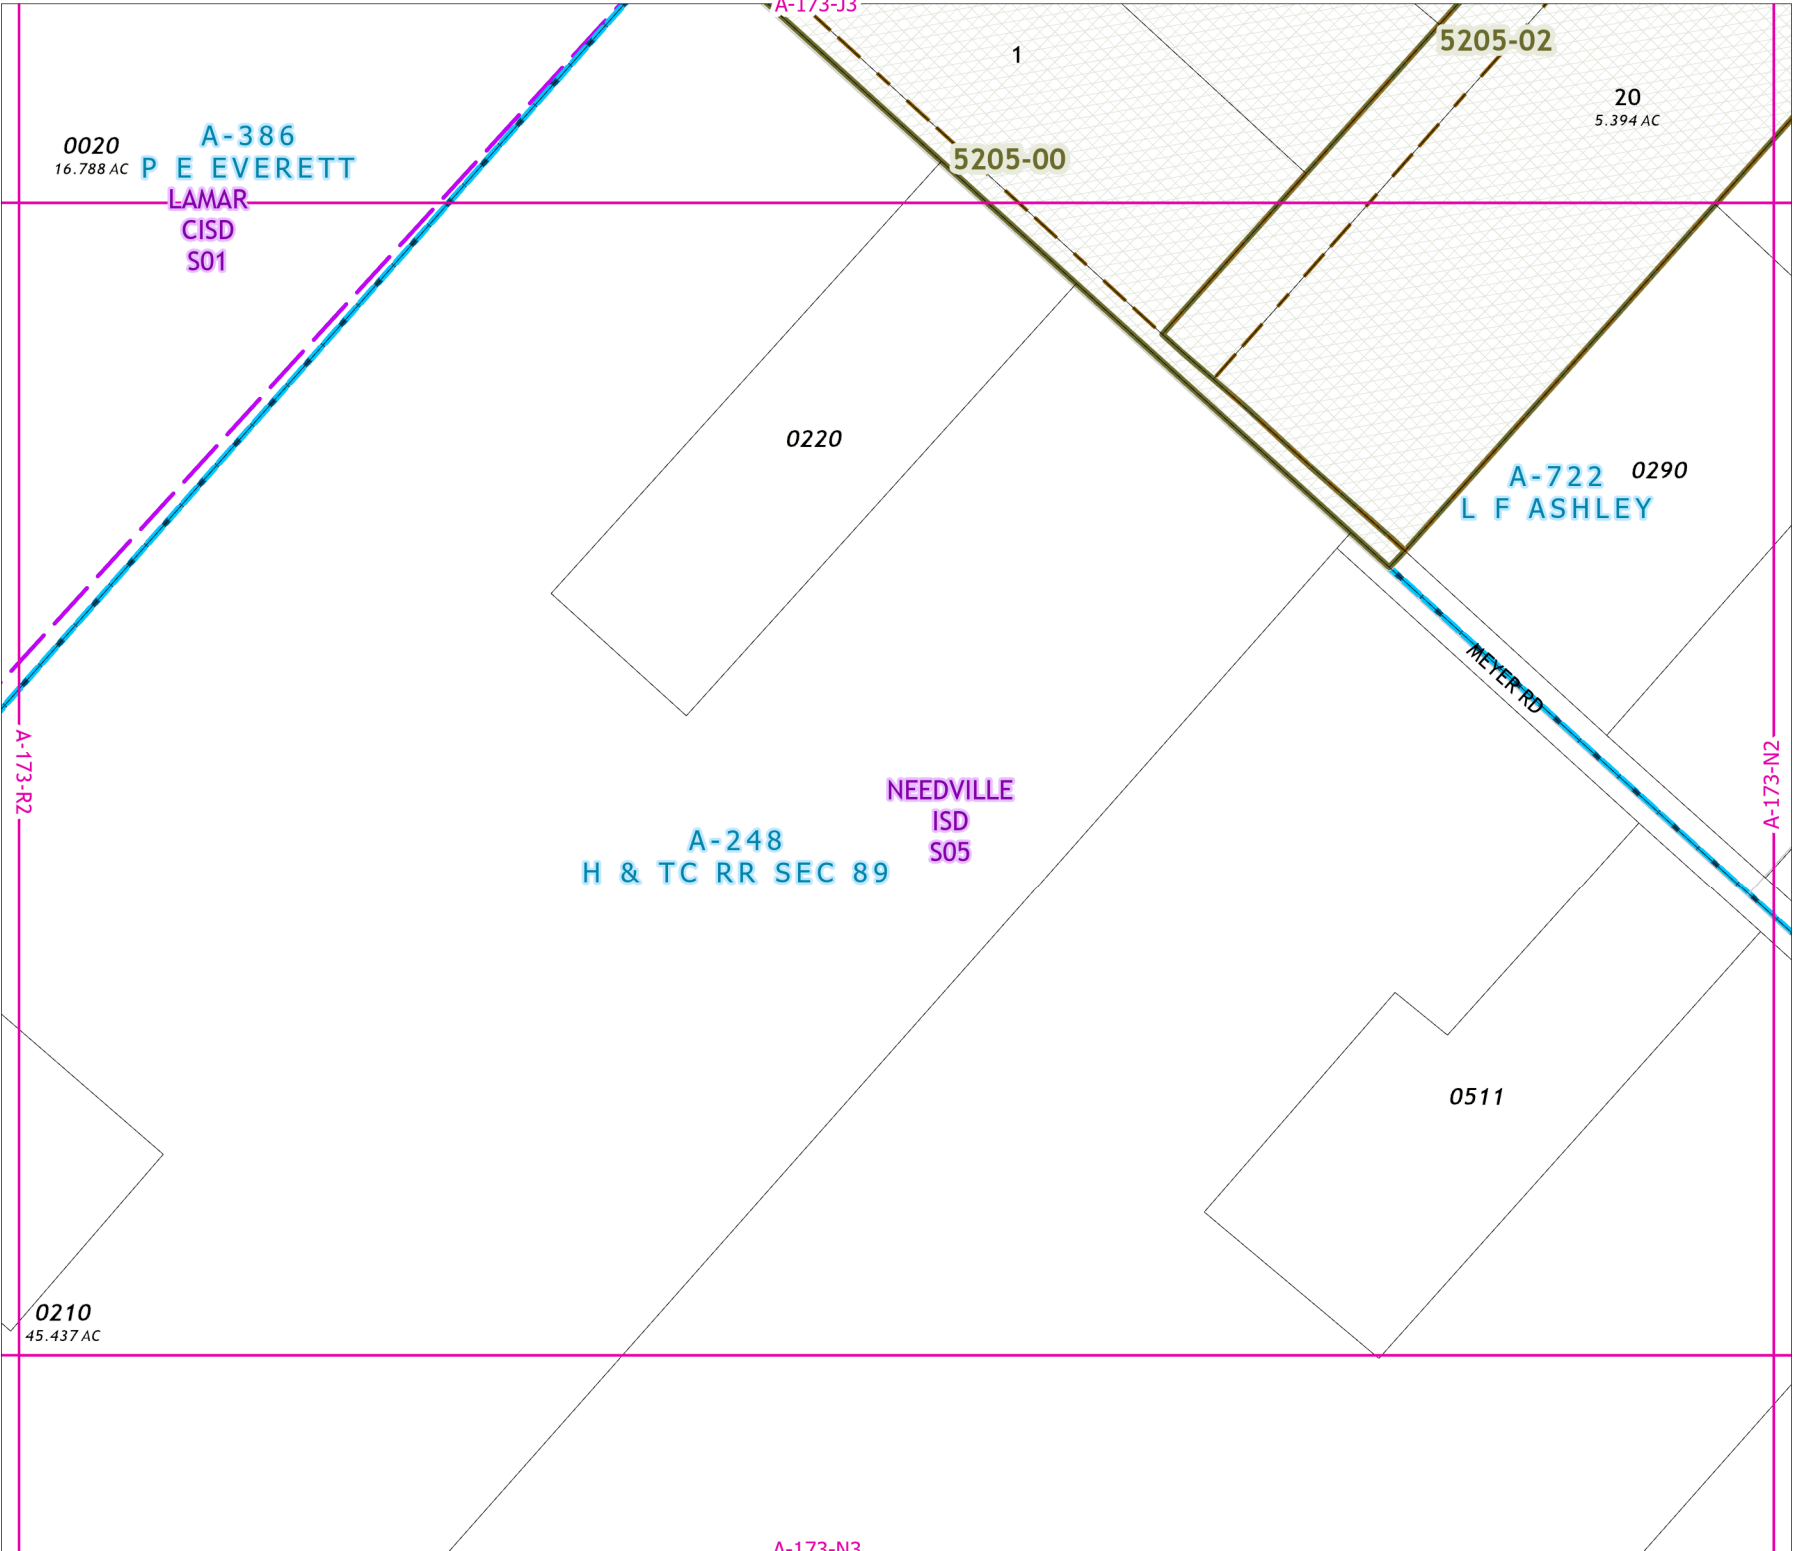 A-173-J3
1
5205-02
20
5.394 AC
0020
16.788 AC
A-386
P E EVERETT
LAMAR
CISD
S01
5205-00
0220
A-722
L F ASHLEY
0290
MEYER RD
A-173-R2
A-173-N2
NEEDVILLE
ISD
S05
A-248
H & TC RR SEC 89
0511
0210
45.437 AC
A-173-N3